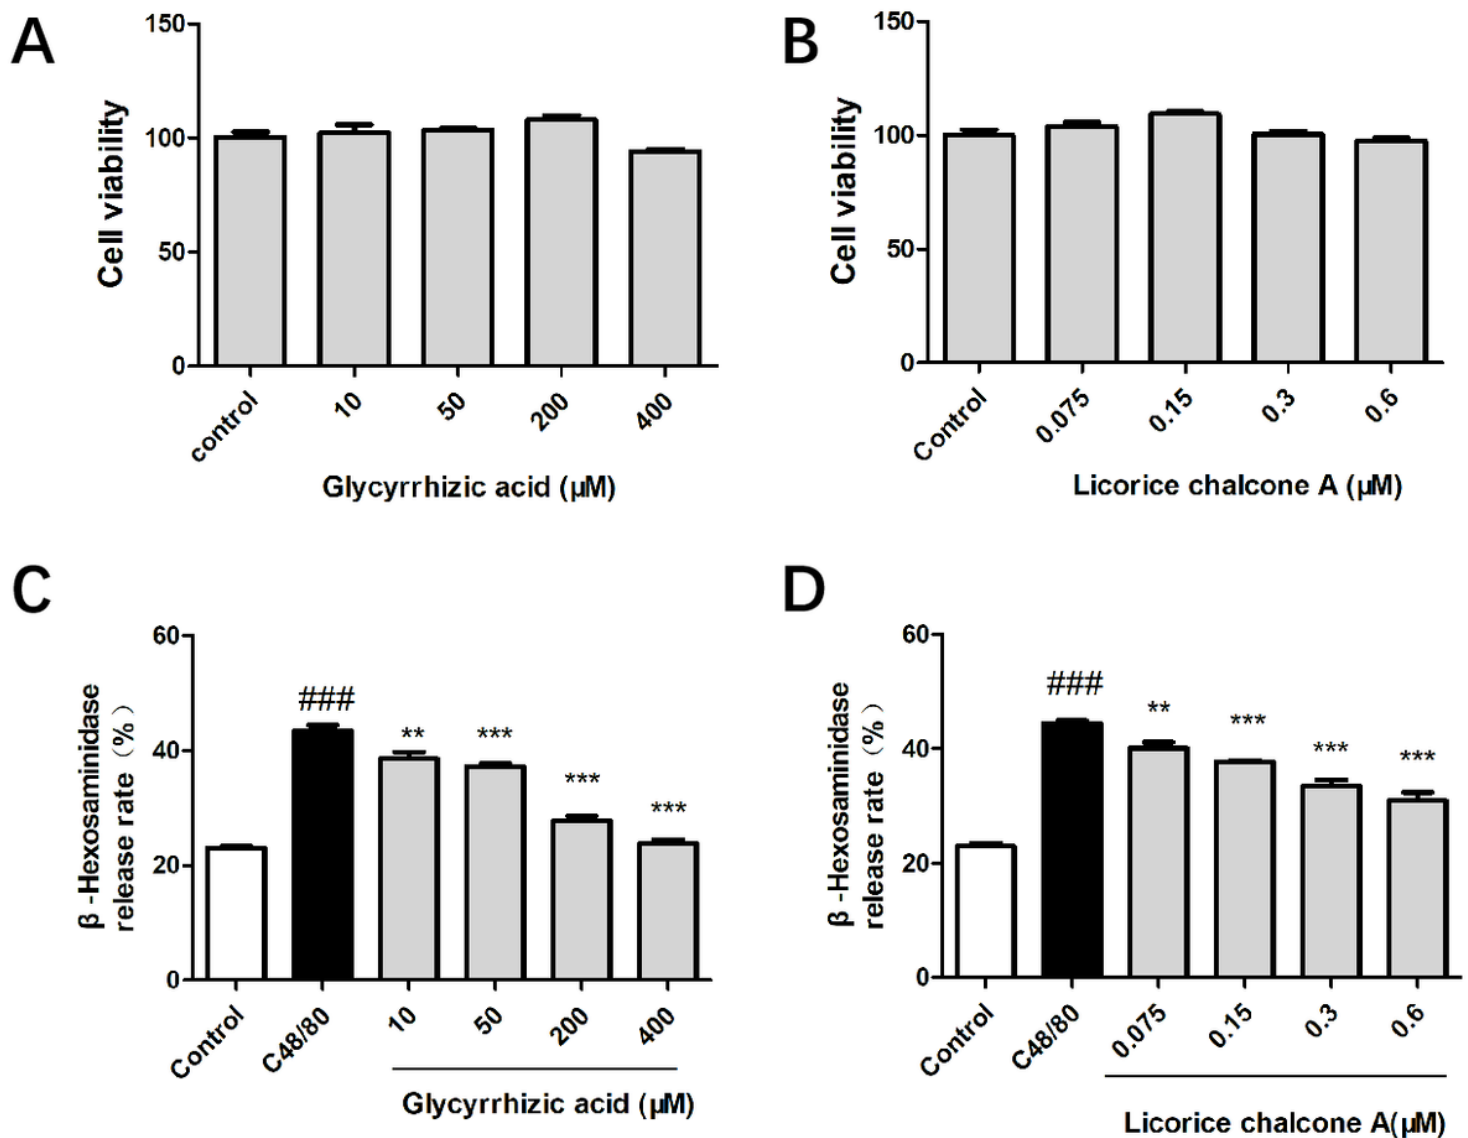 A
150
100
50
0
Cell viability
control
10
50
200
400
Glycyrrhizic acid (μM)
B
150
100
50
0
Cell viability
Control
0.075
0.15
0.3
0.6
Licorice chalcone A (μM)
C
60
40
20
0
β -Hexosaminidase
release rate（%）
###
**
***
***
***
Control
C48/80
10
50
200
400
Glycyrrhizic acid (μM)
D
60
40
20
0
β -Hexosaminidase
release rate（%）
###
**
***
***
***
Control
C48/80
0.075
0.15
0.3
0.6
Licorice chalcone A(μM)